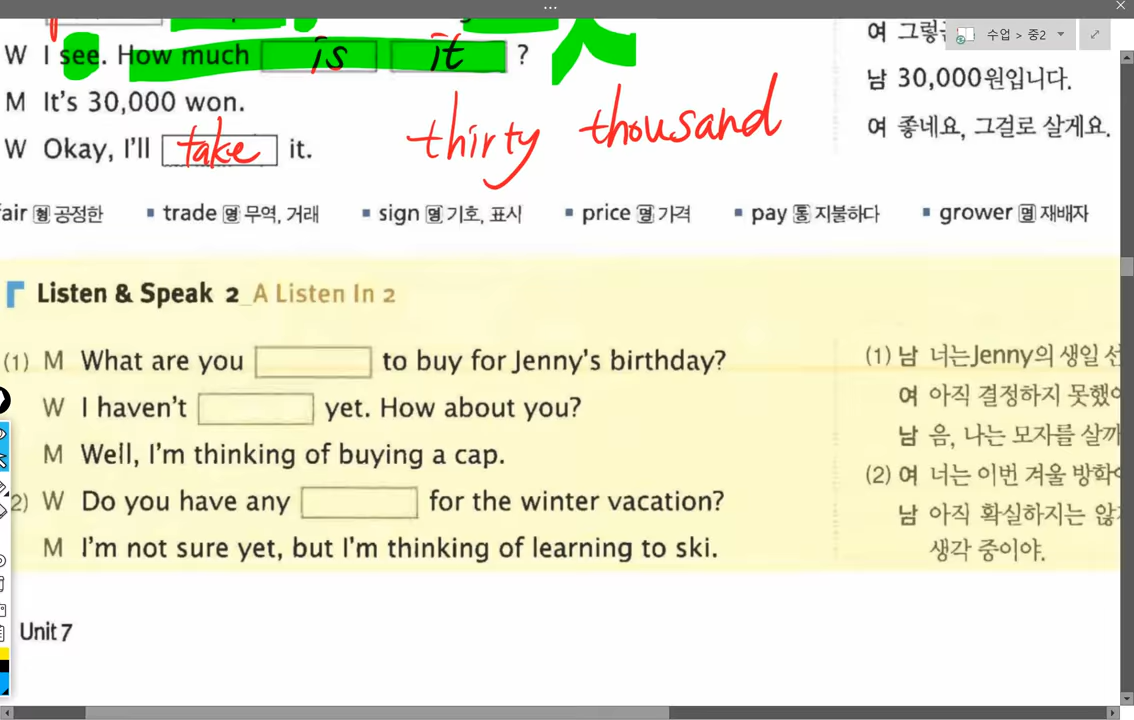 수업 > 중2
W I see. How much is it ?
M It's 30,000 won.
thirty thousand
W Okay, I'll take it.
남 30,000원입니다.
여 좋네요, 그걸로 살게요.
fair 형 공정한 ▪ trade 명 무역, 거래 ▪ sign 명 기호, 표시 ▪ price 명 가격 ▪ pay 동 지불하다 ▪ grower 명 재배자
Listen & Speak 2_A Listen In 2
(1) M What are you to buy for Jenny's birthday?
W I haven't yet. How about you?
M Well, I'm thinking of buying a cap.
2) W Do you have any for the winter vacation?
M I'm not sure yet, but I'm thinking of learning to ski.
(1) 남 너는 Jenny의 생일 선
여 아직 결정하지 못했어
남 음, 나는 모자를 살까
(2) 여 너는 이번 겨울 방학에
남 아직 확실하지는 않
생각 중이야.
Unit 7